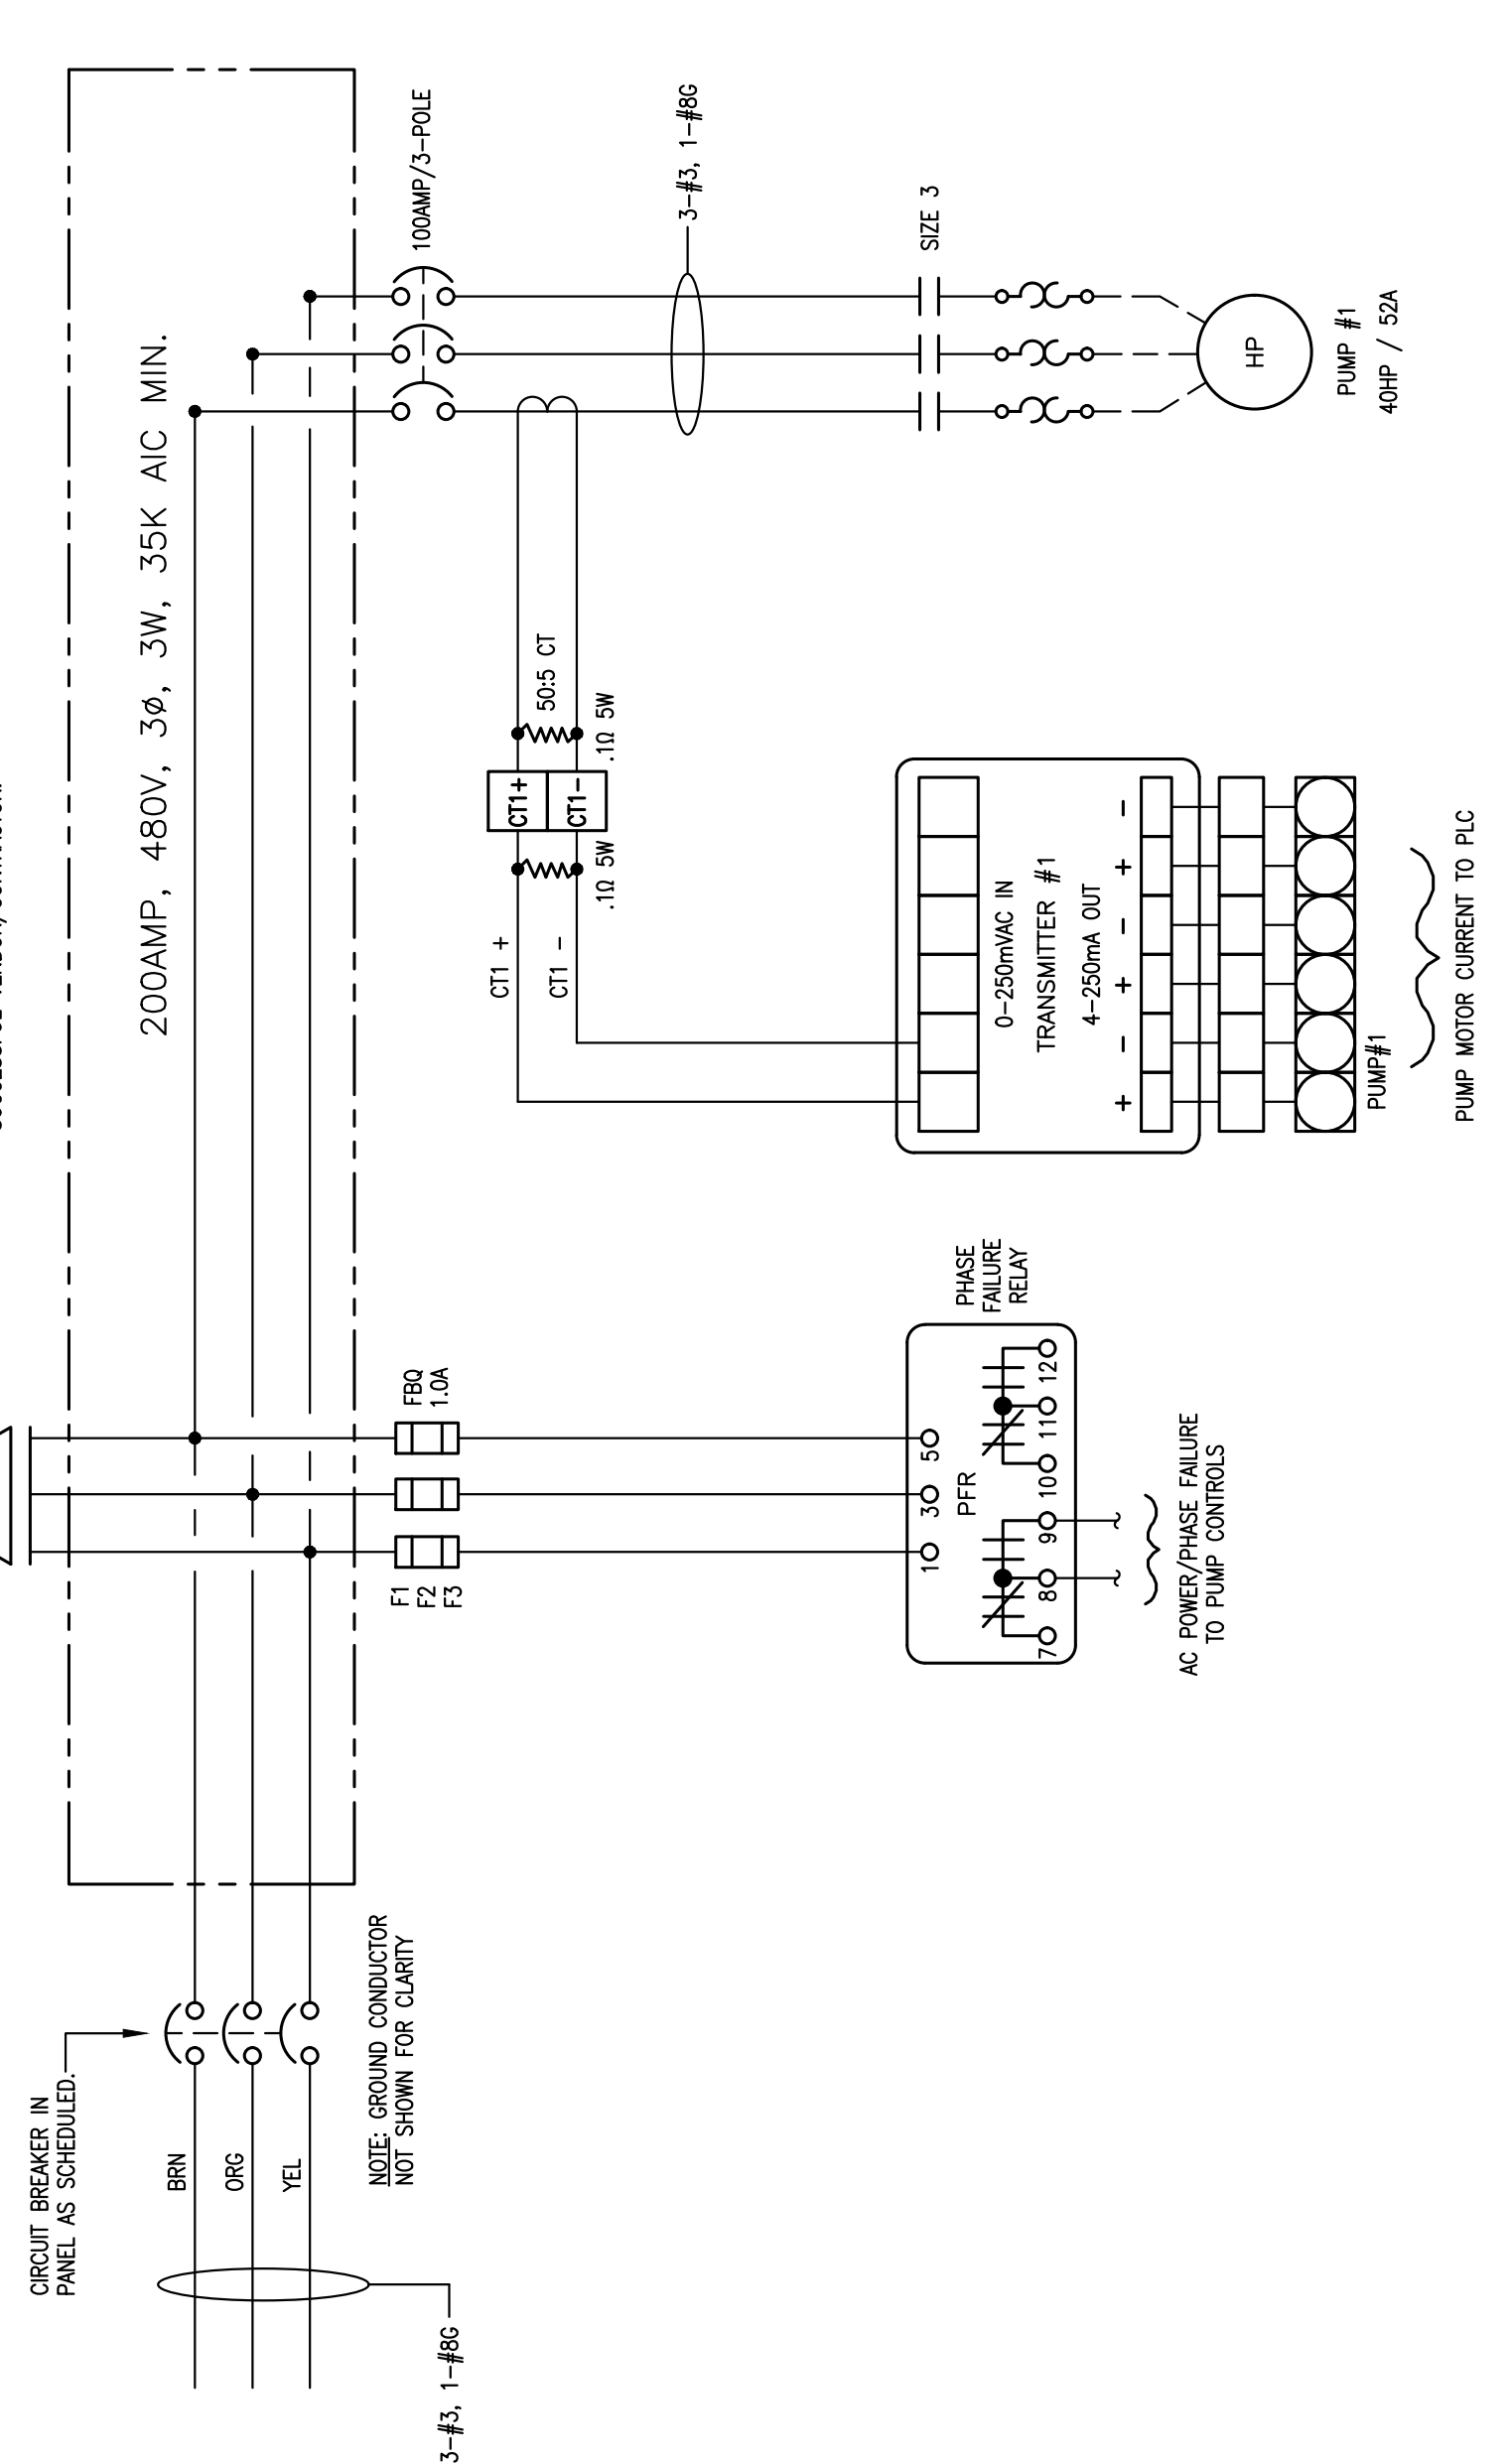 CIRCUIT BREAKER IN
PANEL AS SCHEDULED.
BRN
ORG
YEL
3-#3, 1-#8G
NOTE: GROUND CONDUCTOR
NOT SHOWN FOR CLARITY
200AMP, 480V, 3ø, 3W, 35K AIC MIN.
F1
F2
F3
FBQ
1.0A
1
3
5
PFR
7
8
9
10
11
12
PHASE
FAILURE
RELAY
AC POWER/PHASE FAILURE
TO PUMP CONTROLS
100AMP/3-POLE
50:5 CT
CT1+
CT1-
.1Ω 5W
.1Ω 5W
CT1 +
CT1 -
3-#3, 1-#8G
SIZE 3
0-250mVAC IN
TRANSMITTER #1
4-250mA OUT
+ - + - + -
PUMP#1
PUMP MOTOR CURRENT TO PLC
HP
PUMP #1
40HP / 52A